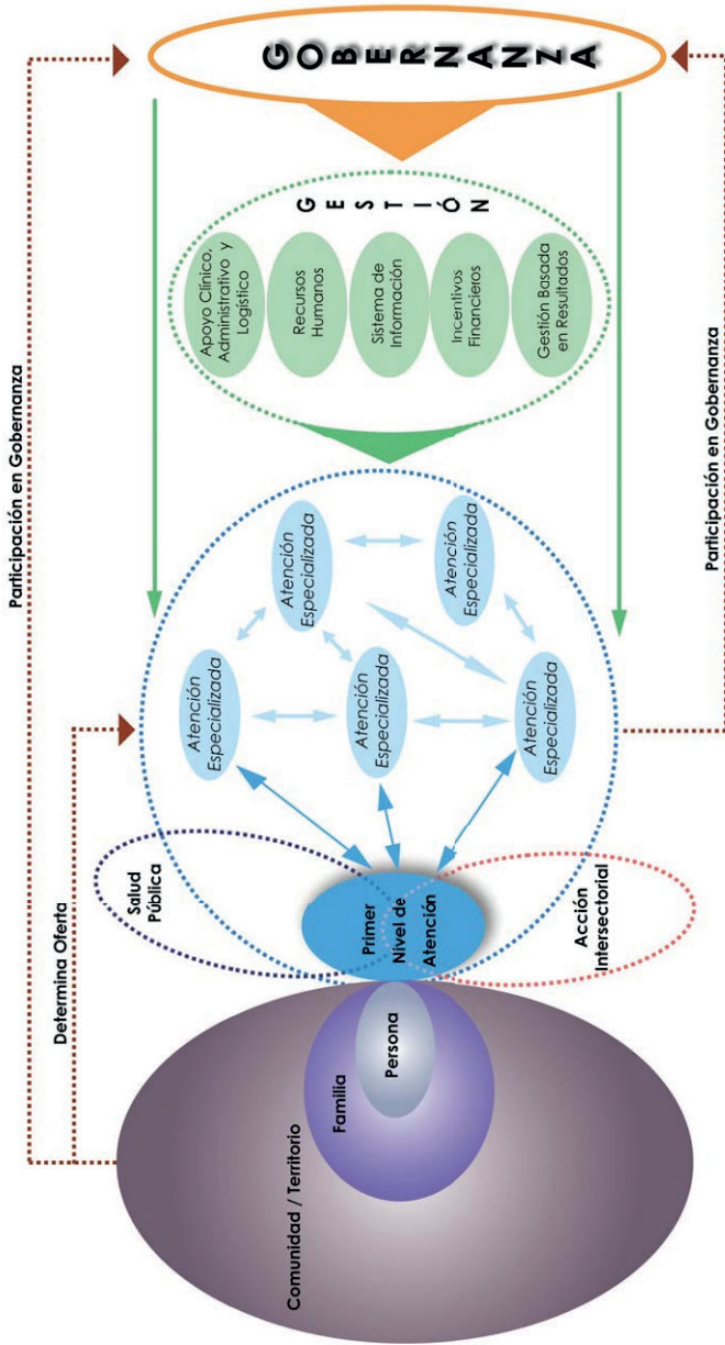 Participación en Gobernanza
Determina Oferta
Comunidad / Territorio
Familia
Persona
Salud
Pública
Primer
Nivel de
Atención
Acción
Intersectorial
Atención
Especializada
Atención
Especializada
Atención
Especializada
Atención
Especializada
Atención
Especializada
Apoyo Clínico,
Administrativo y
Logístico
Recursos
Humanos
Sistema de
Información
Incentivos
Financieros
Gestión Basada
en Resultados
GESTIÓN
GOBERNANZA
Participación en Gobernanza